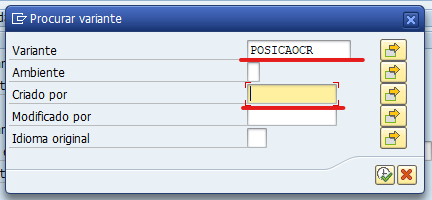 Procurar variante
Variante POSICAOCR
Ambiente
Criado por
Modificado por
Idioma original